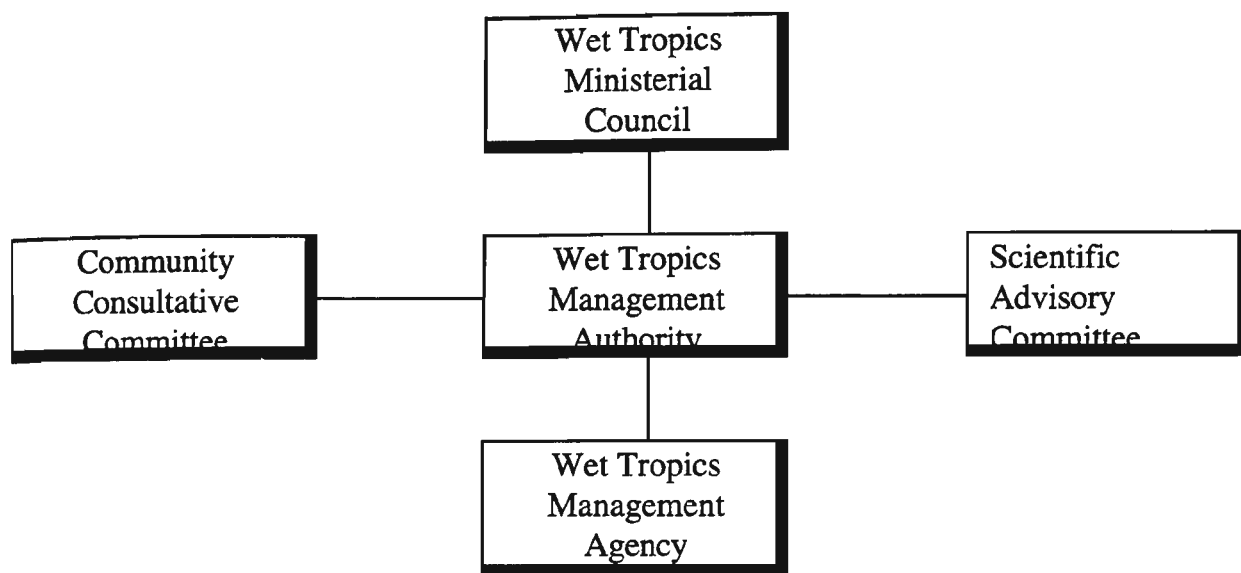 Wet Tropics
Ministerial
Council
Community
Consultative
Committee
Wet Tropics
Management
Authority
Scientific
Advisory
Committee
Wet Tropics
Management
Agency